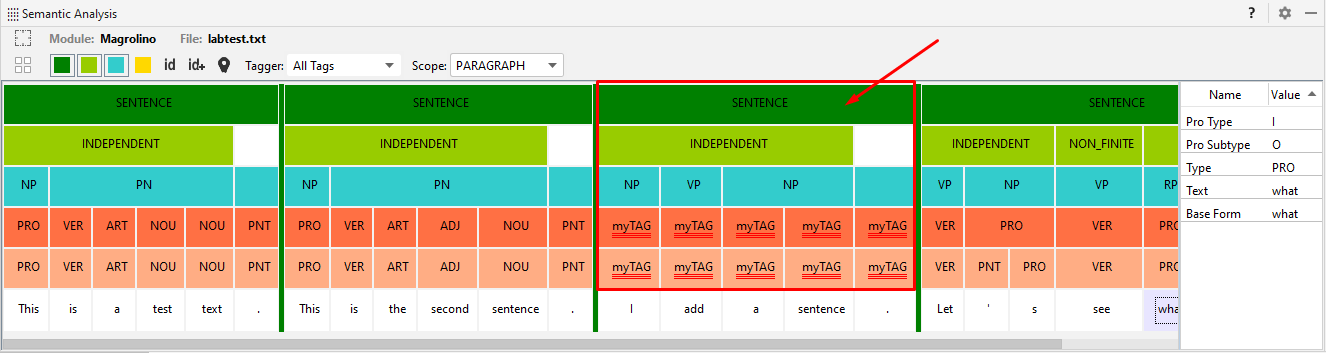 Semantic Analysis ?
Module: Magrolino File: labtest.txt
id id+ Tagger: All Tags Scope: PARAGRAPH
SENTENCE SENTENCE SENTENCE SENTENCE Name Value
INDEPENDENT INDEPENDENT INDEPENDENT INDEPENDENT NON_FINITE Pro Type I
Pro Subtype O
NP PN NP PN NP VP NP VP NP VP RP Type PRO
Text what
PRO VER ART NOU NOU PNT PRO VER ART ADJ NOU PNT myTAG myTAG myTAG myTAG myTAG VER PRO VER PRO Base Form what
PRO VER ART NOU NOU PNT PRO VER ART ADJ NOU PNT myTAG myTAG myTAG myTAG myTAG VER PNT PRO VER PRO
This is a test text . This is the second sentence . I add a sentence . Let ' s see wha